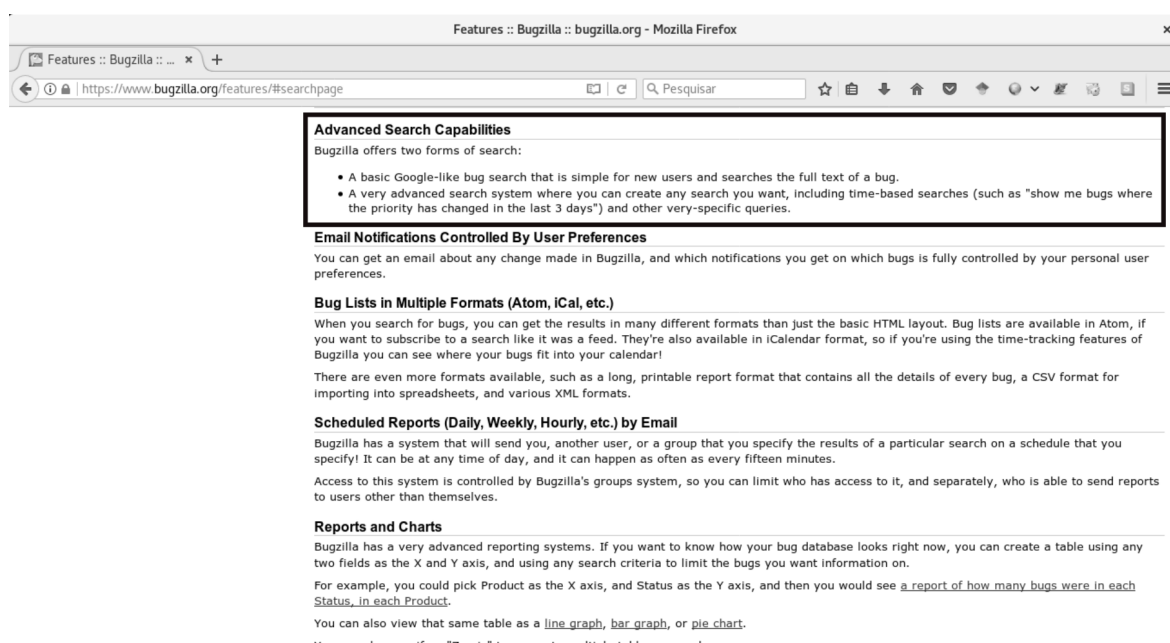 Features :: Bugzilla :: bugzilla.org - Mozilla Firefox
Features :: Bugzilla :: ...
https://www.bugzilla.org/features/#searchpage
Pesquisar
Advanced Search Capabilities
Bugzilla offers two forms of search:
• A basic Google-like bug search that is simple for new users and searches the full text of a bug.
• A very advanced search system where you can create any search you want, including time-based searches (such as "show me bugs where
the priority has changed in the last 3 days") and other very-specific queries.
Email Notifications Controlled By User Preferences
You can get an email about any change made in Bugzilla, and which notifications you get on which bugs is fully controlled by your personal user
preferences.
Bug Lists in Multiple Formats (Atom, iCal, etc.)
When you search for bugs, you can get the results in many different formats than just the basic HTML layout. Bug lists are available in Atom, if
you want to subscribe to a search like it was a feed. They're also available in iCalendar format, so if you're using the time-tracking features of
Bugzilla you can see where your bugs fit into your calendar!
There are even more formats available, such as a long, printable report format that contains all the details of every bug, a CSV format for
importing into spreadsheets, and various XML formats.
Scheduled Reports (Daily, Weekly, Hourly, etc.) by Email
Bugzilla has a system that will send you, another user, or a group that you specify the results of a particular search on a schedule that you
specify! It can be at any time of day, and it can happen as often as every fifteen minutes.
Access to this system is controlled by Bugzilla's groups system, so you can limit who has access to it, and separately, who is able to send reports
to users other than themselves.
Reports and Charts
Bugzilla has a very advanced reporting systems. If you want to know how your bug database looks right now, you can create a table using any
two fields as the X and Y axis, and using any search criteria to limit the bugs you want information on.
For example, you could pick Product as the X axis, and Status as the Y axis, and then you would see a report of how many bugs were in each
Status, in each Product.
You can also view that same table as a line graph, bar graph, or pie chart.